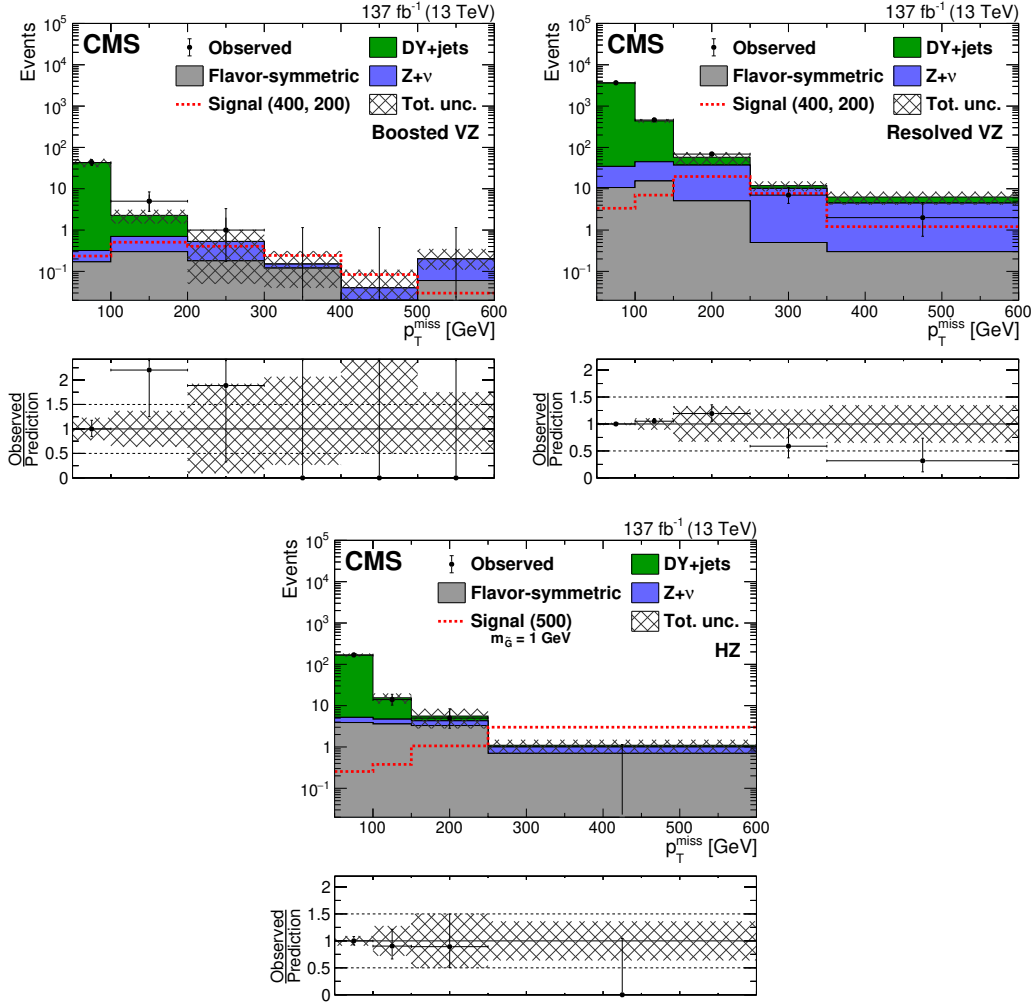 137 fb⁻¹ (13 TeV)
CMS
Observed
DY+jets
Flavor-symmetric
Z+ν
Signal (400, 200)
Tot. unc.
Boosted VZ
Events
10⁵
10⁴
10³
10²
10
1
10⁻¹
100 200 300 400 500 600
p_T^miss [GeV]
Observed
Prediction
2
1.5
1
0.5
0
137 fb⁻¹ (13 TeV)
CMS
Observed
DY+jets
Flavor-symmetric
Z+ν
Signal (400, 200)
Tot. unc.
Resolved VZ
Events
10⁵
10⁴
10³
10²
10
1
10⁻¹
100 200 300 400 500 600
p_T^miss [GeV]
Observed
Prediction
2
1.5
1
0.5
0
137 fb⁻¹ (13 TeV)
CMS
Observed
DY+jets
Flavor-symmetric
Z+ν
Signal (500)
Tot. unc.
m_G̃ = 1 GeV
HZ
Events
10⁵
10⁴
10³
10²
10
1
10⁻¹
100 200 300 400 500 600
p_T^miss [GeV]
Observed
Prediction
2
1.5
1
0.5
0